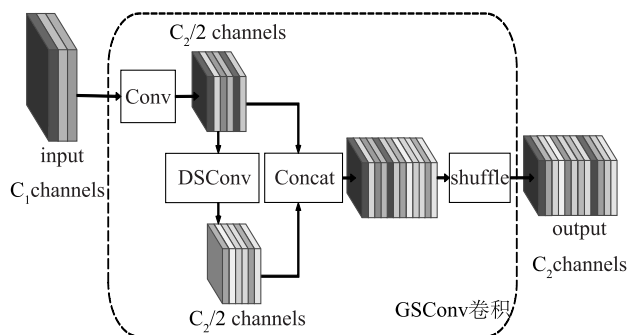 C₂/2 channels
Conv
input
C₁channels
DSConv
Concat
shuffle
output
C₂channels
C₂/2 channels
GSConv卷积